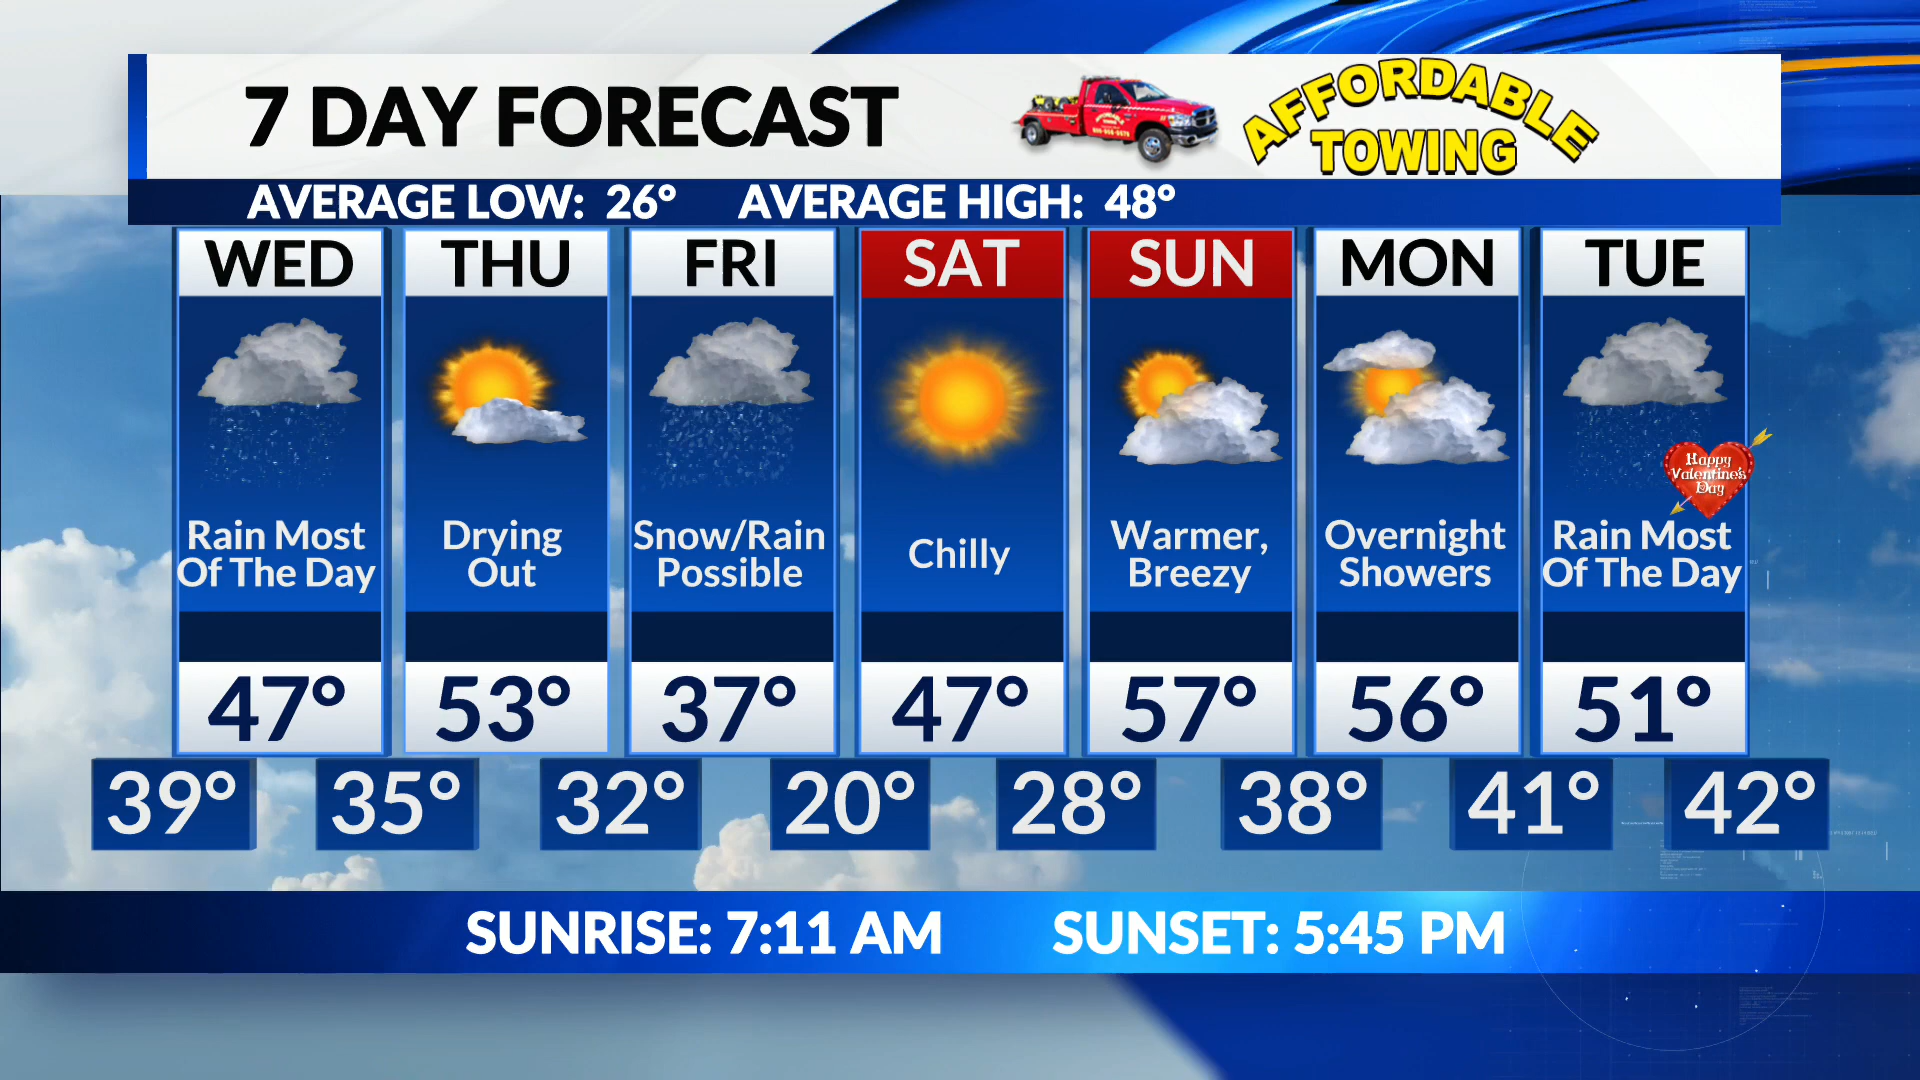 7 DAY FORECAST
AFFORDABLE
TOWING
AVERAGE LOW: 26° AVERAGE HIGH: 48°
WED THU FRI SAT SUN MON TUE
Happy
Valentine's
Day
Rain Most
Of The Day
Drying
Out
Snow/Rain
Possible
Chilly
Warmer,
Breezy
Overnight
Showers
Rain Most
Of The Day
47° 53° 37° 47° 57° 56° 51°
39° 35° 32° 20° 28° 38° 41° 42°
SUNRISE: 7:11 AM SUNSET: 5:45 PM